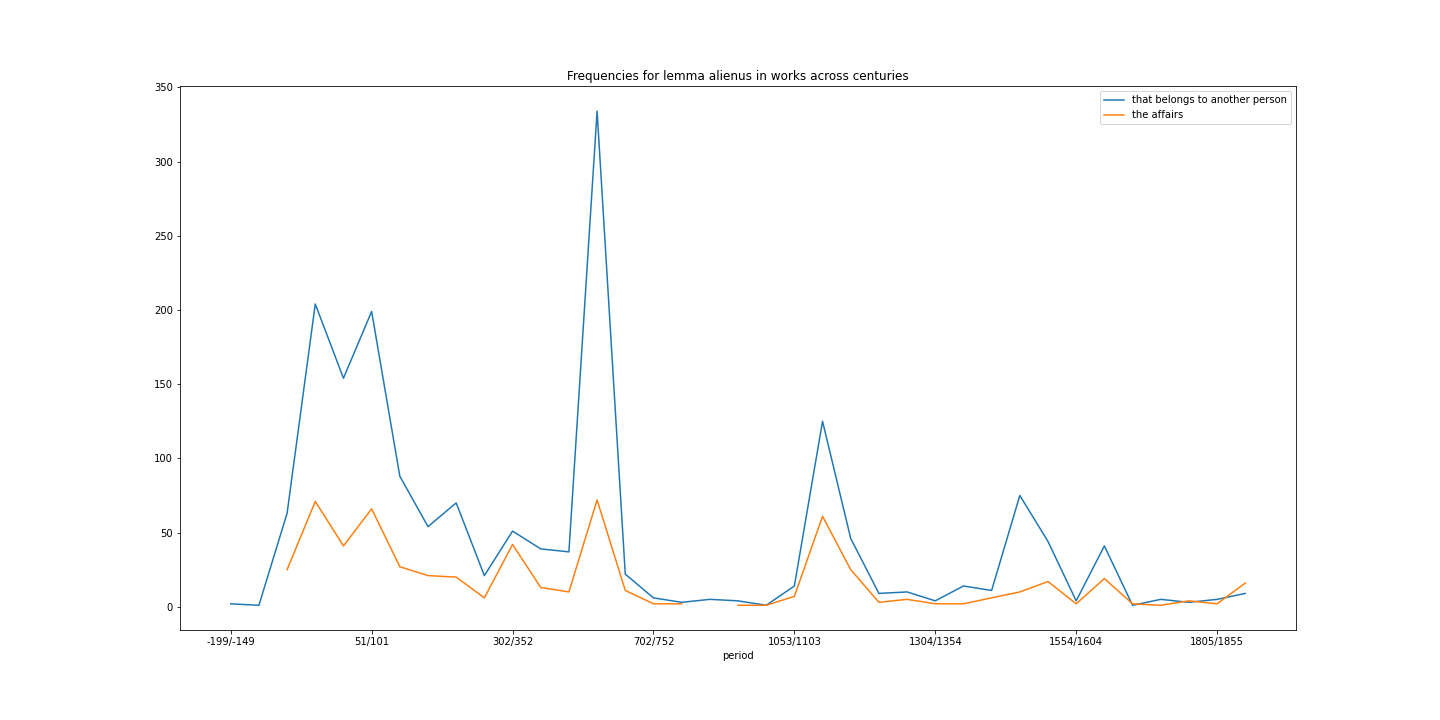 Frequencies for lemma alienus in works across centuries
that belongs to another person
the affairs
350
300
250
200
150
100
50
0
-199/-149 51/101 302/352 702/752 1053/1103 1304/1354 1554/1604 1805/1855
period